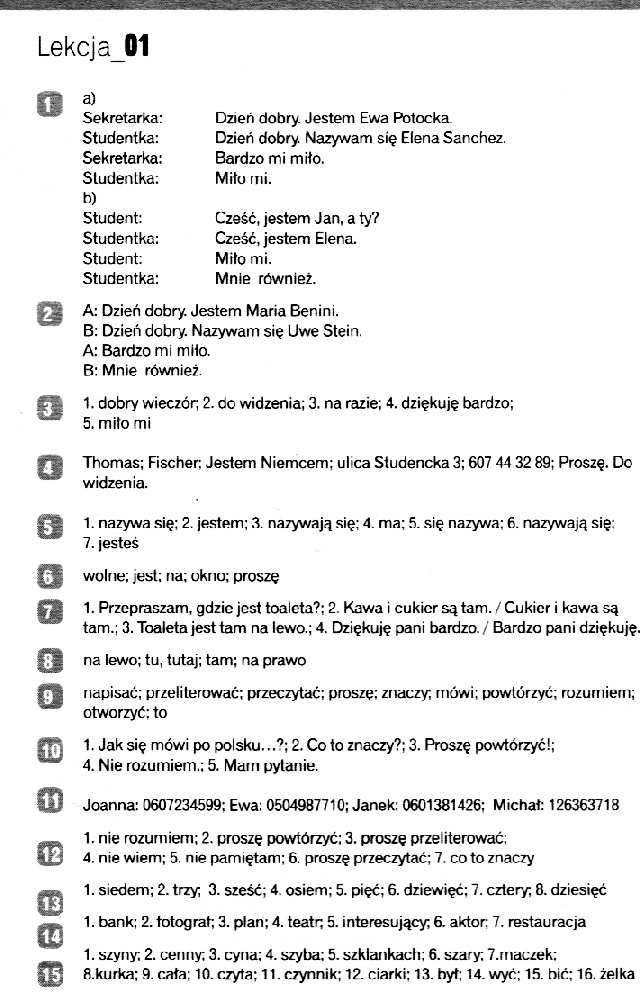 Lekcja_01
1 a)
Sekretarka: Dzień dobry. Jestem Ewa Potocka.
Studentka: Dzień dobry. Nazywam się Elena Sanchez.
Sekretarka: Bardzo mi miło.
Studentka: Miło mi.
b)
Student: Cześć, jestem Jan, a ty?
Studentka: Cześć, jestem Elena.
Student: Miło mi.
Studentka: Mnie również.
2 A: Dzień dobry. Jestem Maria Benini.
B: Dzień dobry. Nazywam się Uwe Stein.
A: Bardzo mi miło.
B: Mnie również.
3 1. dobry wieczór; 2. do widzenia; 3. na razie; 4. dziękuję bardzo;
5. miło mi
4 Thomas; Fischer; Jestem Niemcem; ulica Studencka 3; 607 44 32 89; Proszę. Do
widzenia.
5 1. nazywa się; 2. jestem; 3. nazywają się; 4. ma; 5. się nazywa; 6. nazywają się;
7. jesteś
6 wolne; jest; na; okno; proszę
7 1. Przepraszam, gdzie jest toaleta?; 2. Kawa i cukier są tam. / Cukier i kawa są
tam.; 3. Toaleta jest tam na lewo.; 4. Dziękuję pani bardzo. / Bardzo pani dziękuję.
8 na lewo; tu, tutaj; tam; na prawo
9 napisać; przeliterować; przeczytać; proszę; znaczy; mówi; powtórzyć; rozumiem;
otworzyć; to
10 1. Jak się mówi po polsku...?; 2. Co to znaczy?; 3. Proszę powtórzyć!;
4. Nie rozumiem.; 5. Mam pytanie.
11 Joanna: 0607234599; Ewa: 0504987710; Janek: 0601381426; Michał: 126363718
12 1. nie rozumiem; 2. proszę powtórzyć; 3. proszę przeliterować;
4. nie wiem; 5. nie pamiętam; 6. proszę przeczytać; 7. co to znaczy
13 1. siedem; 2. trzy; 3. sześć; 4. osiem; 5. pięć; 6. dziewięć; 7. cztery; 8. dziesięć
14 1. bank; 2. fotograf; 3. plan; 4. teatr; 5. interesujący; 6. aktor; 7. restauracja
15 1. szyny; 2. cenny; 3. cyna; 4. szyba; 5. szklankach; 6. szary; 7.maczek;
8.kurka; 9. cała; 10. czyta; 11. czynnik; 12. ciarki; 13. był; 14. wyć; 15. bić; 16. żelka